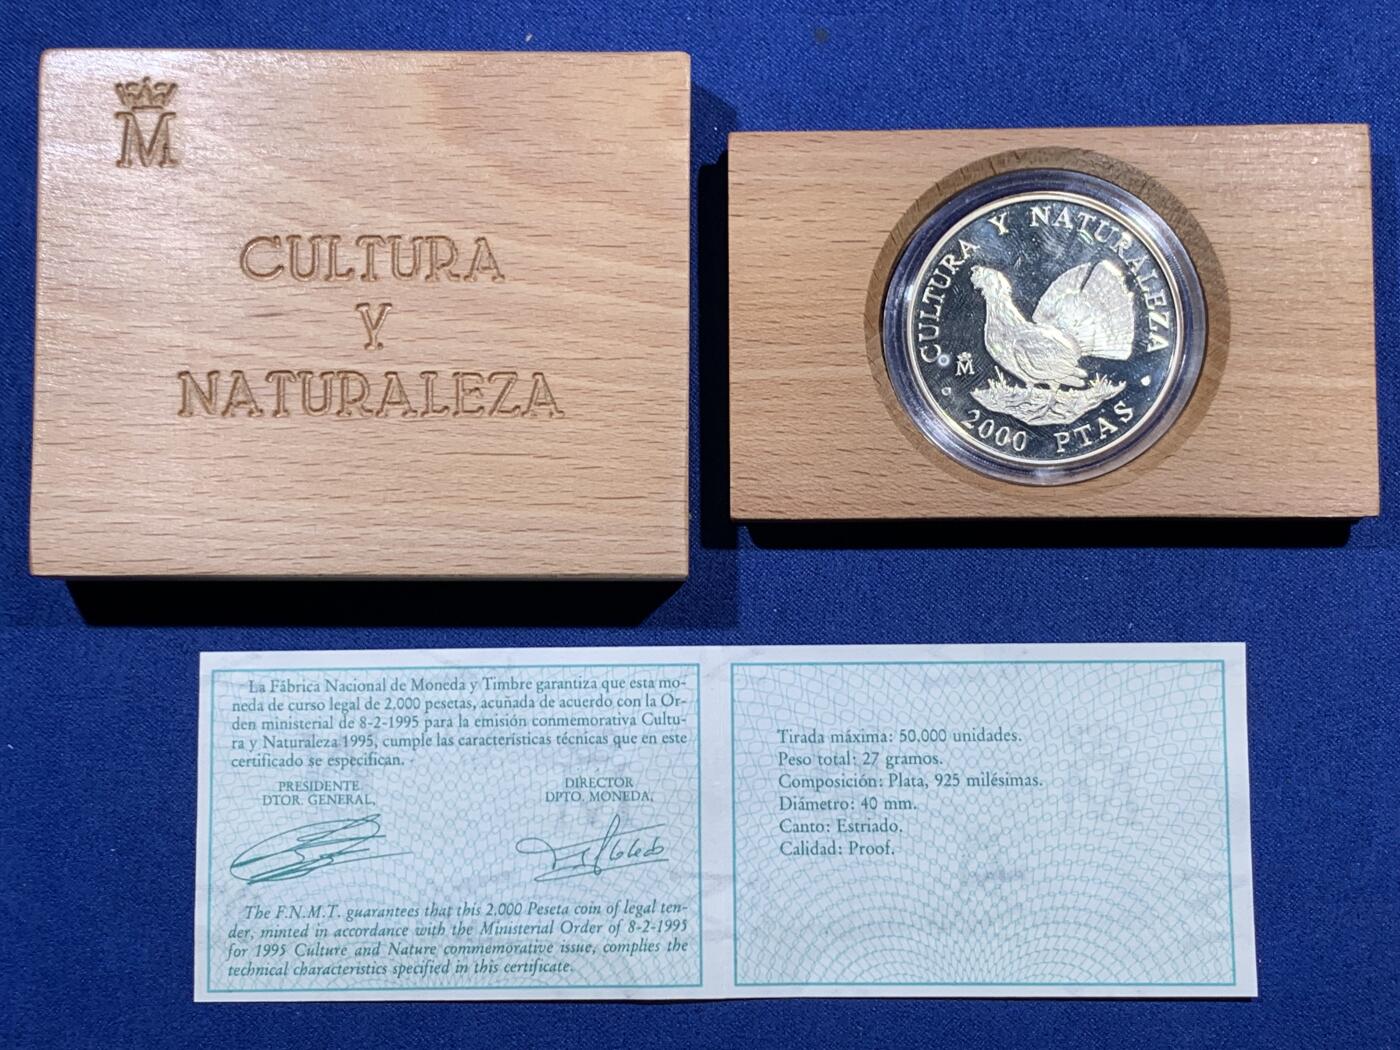 M
CULTURA
Y
NATURALEZA
CULTURA Y NATURALEZA
M
2000 PTAS
La Fábrica Nacional de Moneda y Timbre garantiza que esta mo-
neda de curso legal de 2,000 pesetas, acuñada de acuerdo con la Or-
den ministerial de 8-2-1995 para la emisión conmemorativa Cultu-
ra y Naturaleza 1995, cumple las características técnicas que en este
certificado se especifican.
PRESIDENTE
DTOR. GENERAL,
DIRECTOR
DPTO. MONEDA,
The F.N.M.T. guarantees that this 2,000 Peseta coin of legal ten-
der, minted in accordance with the Ministerial Order of 8-2-1995
for 1995 Culture and Nature commemorative issue, complies the
technical characteristics specified in this certificate.
Tirada máxima: 50.000 unidades.
Peso total: 27 gramos.
Composición: Plata, 925 milésimas.
Diámetro: 40 mm.
Canto: Estriado.
Calidad: Proof.